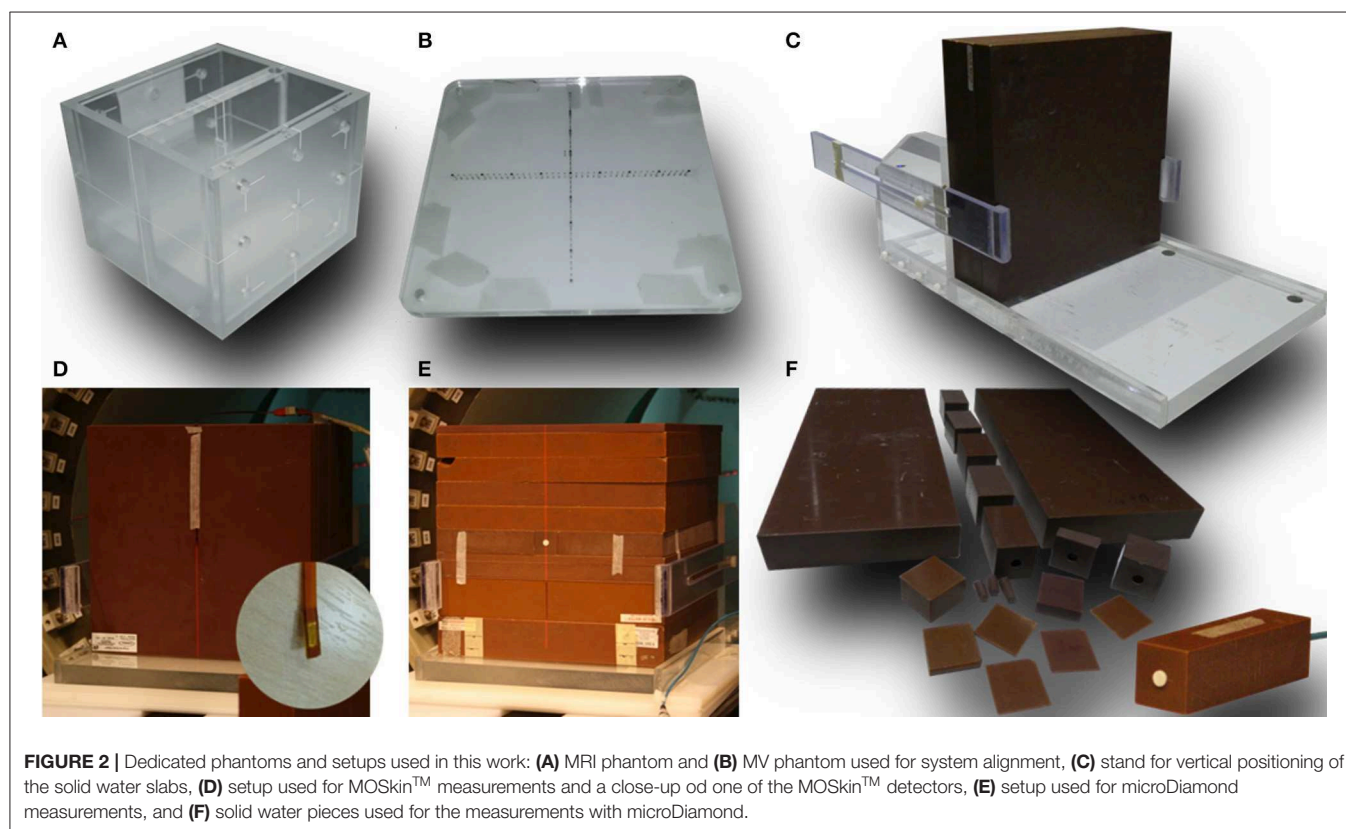 A
B
C
D
E
F
FIGURE 2 | Dedicated phantoms and setups used in this work: (A) MRI phantom and (B) MV phantom used for system alignment, (C) stand for vertical positioning of
the solid water slabs, (D) setup used for MOSkin™ measurements and a close-up od one of the MOSkin™ detectors, (E) setup used for microDiamond
measurements, and (F) solid water pieces used for the measurements with microDiamond.